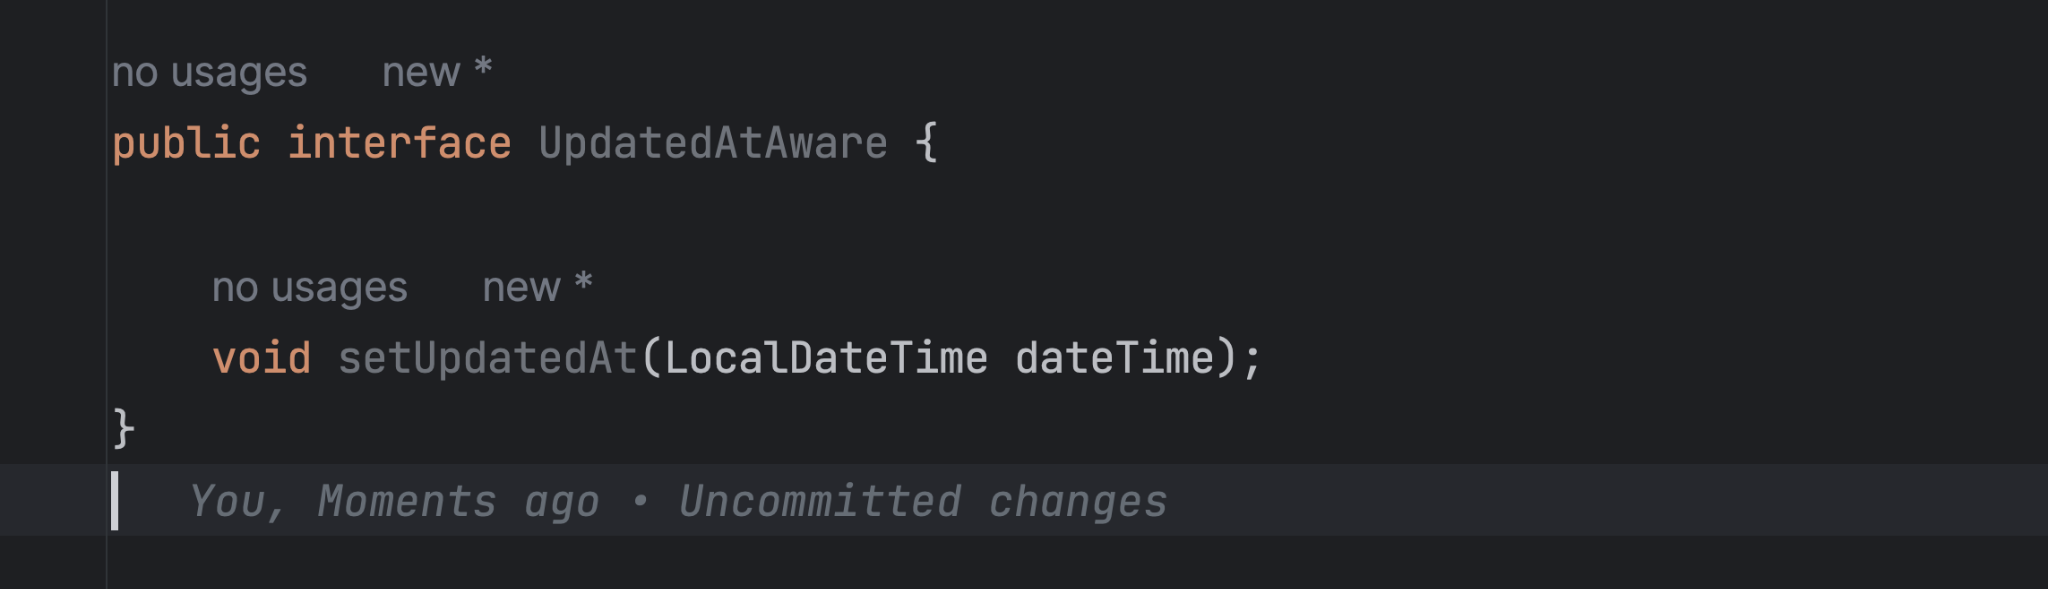 no usages new *
public interface UpdatedAtAware {
no usages new *
void setUpdatedAt(LocalDateTime dateTime);
}
You, Moments ago • Uncommitted changes